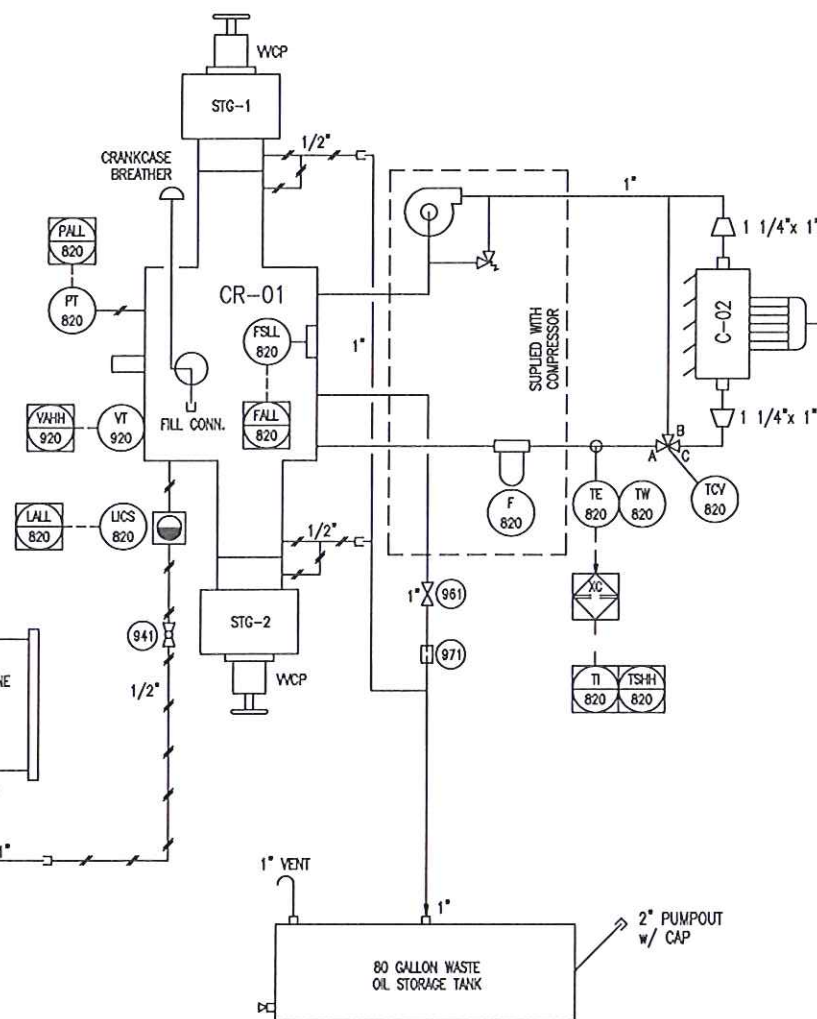 VVCP
STG-1
1/2"
CRANKCASE
BREATHER
1"
1 1/4"x 1"
PALL
820
PT
820
CR-01
FSLL
820
1"
SUPLIED WITH
COMPRESSOR
C-02
VAHH
920
VT
920
FILL CONN.
FALL
820
1 1/4"x 1"
A
B
C
F
820
TE
820
TW
820
TCV
820
LALL
820
LICS
820
1/2"
XC
1"
961
STG-2
941
971
NE
VVCP
TI
820
TSHH
820
1/2"
1"
1" VENT
1"
2" PUMPOUT
w/ CAP
80 GALLON WASTE
OIL STORAGE TANK